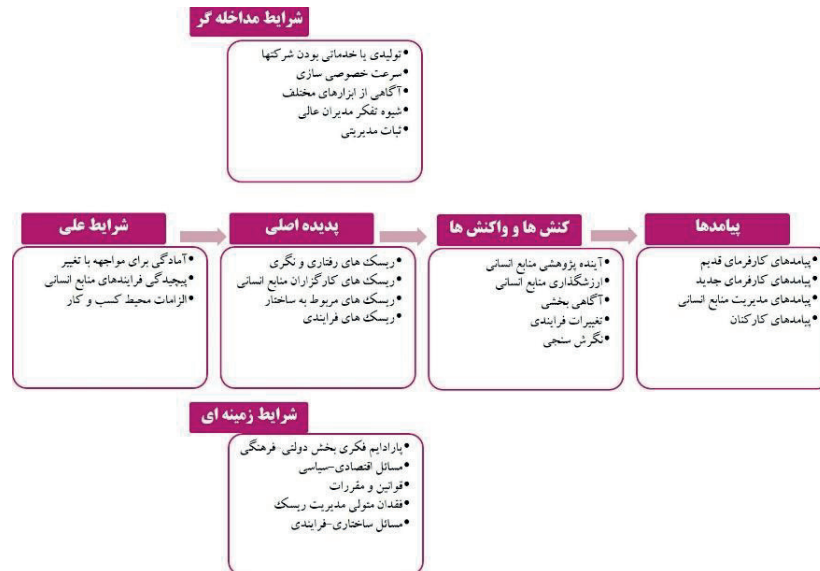 شرایط مداخله گر
•تولیدی یا خدماتی بودن شرکتها
•سرعت خصوصی سازی
•آگاهی از ابزارهای مختلف
•شیوه تفکر مدیران عالی
•ثبات مدیریتی
شرایط علی
•آمادگی برای مواجهه با تغییر
•پیچیدگی فرایندهای منابع انسانی
•الزامات محیط کسب و کار
پدیده اصلی
•ریسک های رفتاری و نگری
•ریسک های کارگزاران منابع انسانی
•ریسک های مربوط به ساختار
•ریسک های فرایندی
کنش ها و واکنش ها
•آینده پژوهشی منابع انسانی
•ارزشگذاری منابع انسانی
•آگاهی بخشی
•تغییرات فرایندی
•نگرش سنجی
پیامدها
•پیامدهای کارفرمای قدیم
•پیامدهای کارفرمای جدید
•پیامدهای مدیریت منابع انسانی
•پیامدهای کارکنان
شرایط زمینه ای
•پارادایم فکری بخش دولتی-فرهنگی
•مسائل اقتصادی-سیاسی
•قوانین و مقررات
•فقدان متولی مدیریت ریسک
•مسائل ساختاری-فرایندی